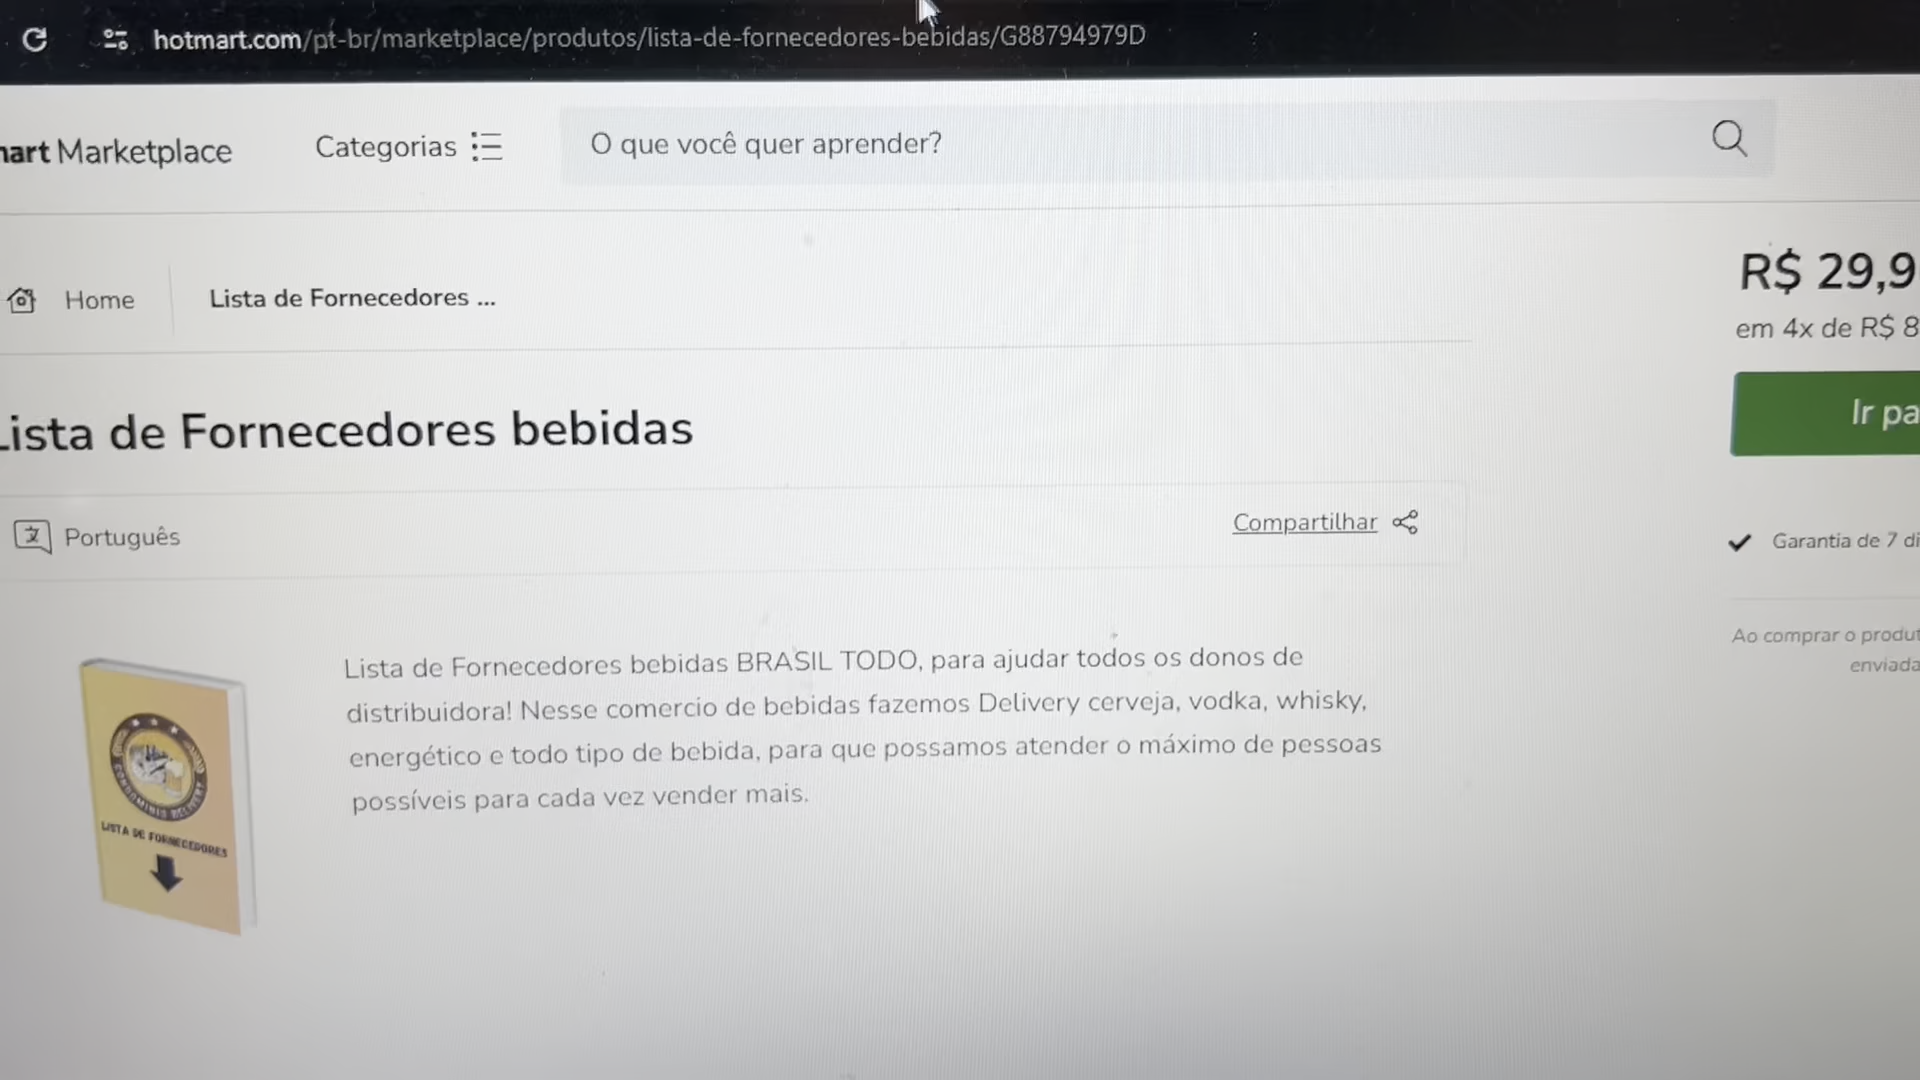 hotmart.com/pt-br/marketplace/produtos/lista-de-fornecedores-bebidas/G88794979D
nart Marketplace
Categorias
O que você quer aprender?
Home
Lista de Fornecedores ...
R$ 29,9
em 4x de R$ 8
Ir pa
Lista de Fornecedores bebidas
Português
Compartilhar
Garantia de 7 di
Ao comprar o produt
enviada
Lista de Fornecedores bebidas BRASIL TODO, para ajudar todos os donos de
distribuidora! Nesse comercio de bebidas fazemos Delivery cerveja, vodka, whisky,
energético e todo tipo de bebida, para que possamos atender o máximo de pessoas
possíveis para cada vez vender mais.
CONDOMINIO DELIVERY
LISTA DE FORNECEDORES